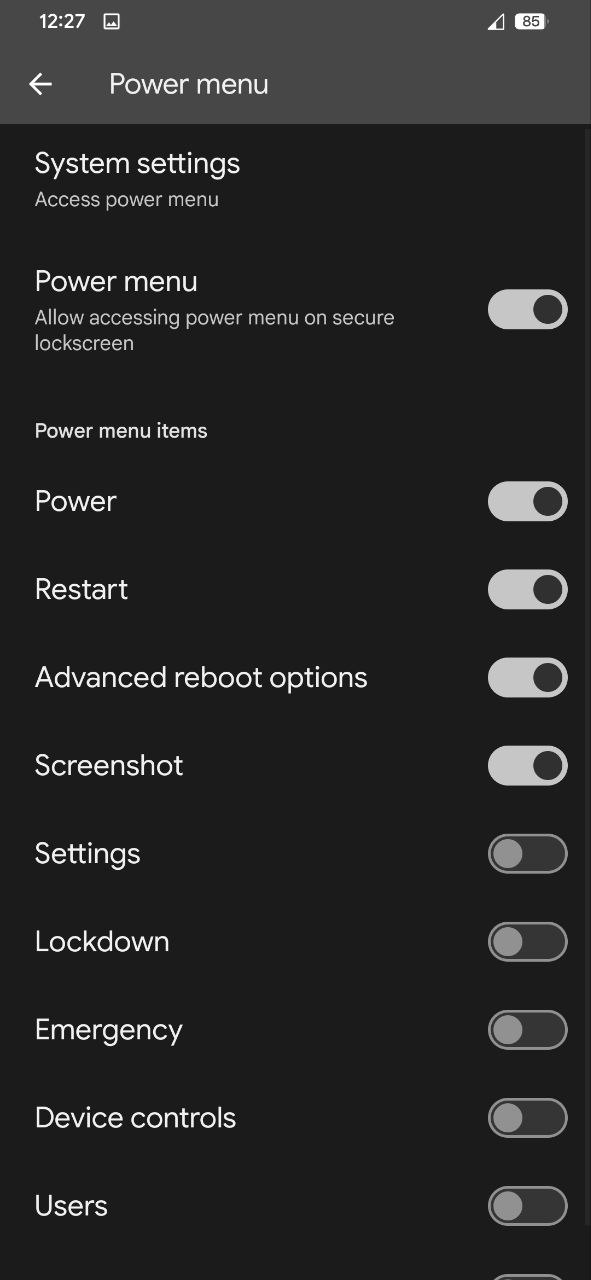 12:27
85
Power menu
System settings
Access power menu
Power menu
Allow accessing power menu on secure
lockscreen
Power menu items
Power
Restart
Advanced reboot options
Screenshot
Settings
Lockdown
Emergency
Device controls
Users